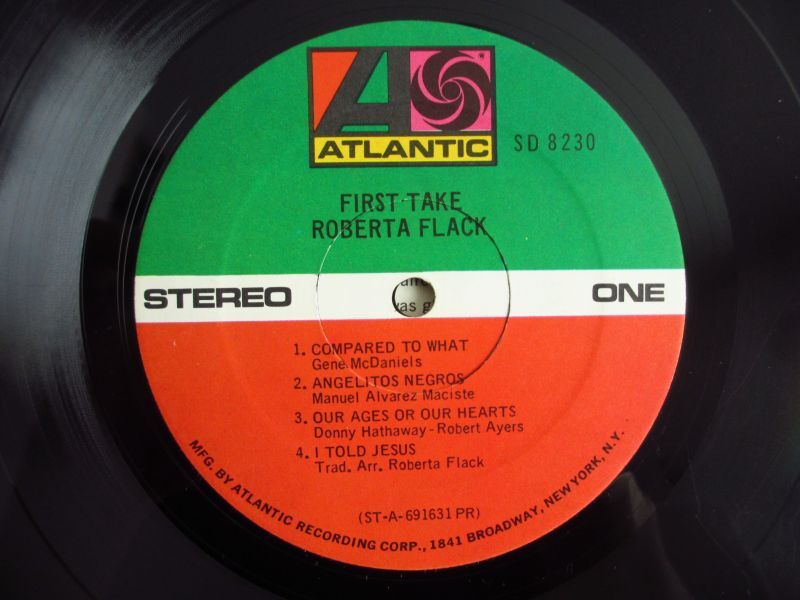 ATLANTIC
SD 8230
FIRST TAKE
ROBERTA FLACK
STEREO
ONE
1. COMPARED TO WHAT
Gene McDaniels
2. ANGELITOS NEGROS
Manuel Alvarez Maciste
3. OUR AGES OR OUR HEARTS
Donny Hathaway - Robert Ayers
4. I TOLD JESUS
Trad. Arr. Roberta Flack
(ST-A-691631 PR)
MFG. BY ATLANTIC RECORDING CORP., 1841 BROADWAY, NEW YORK, N.Y.